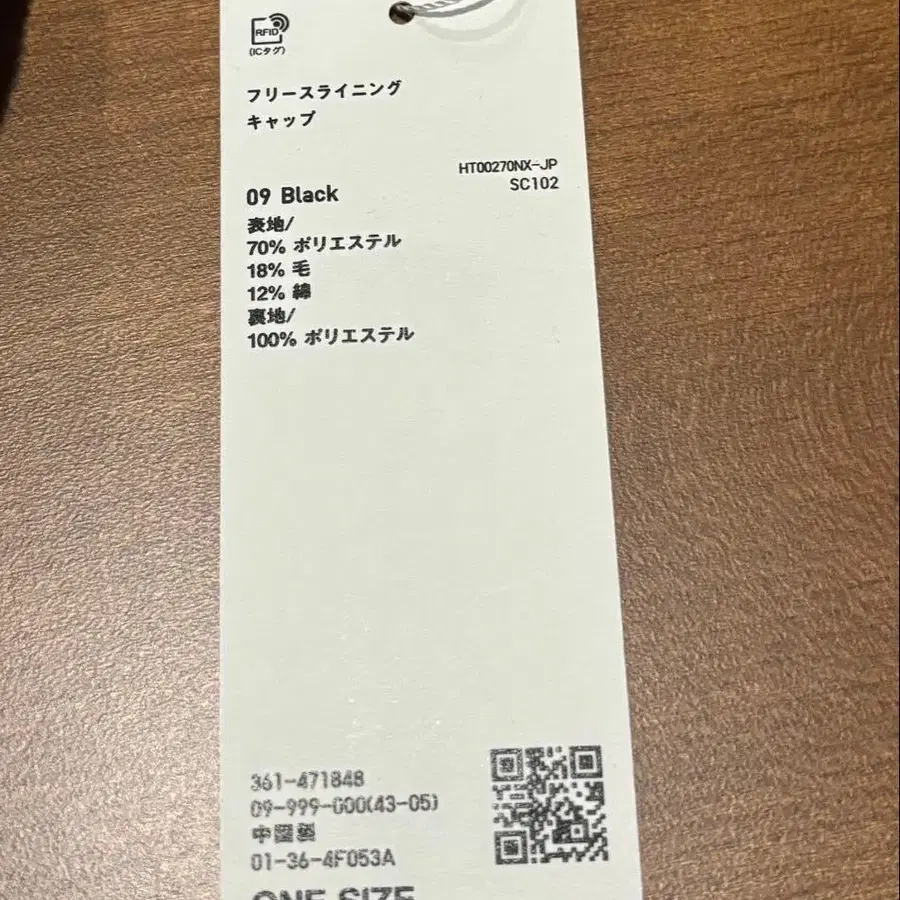 RFID
(ICタグ)
フリースライニング
キャップ
HT00270NX-JP
SC102
09 Black
表地/
70% ポリエステル
18% 毛
12% 綿
裏地/
100% ポリエステル
361-471848
09-999-000(43-05)
中国製
01-36-4F053A
ONE SIZE